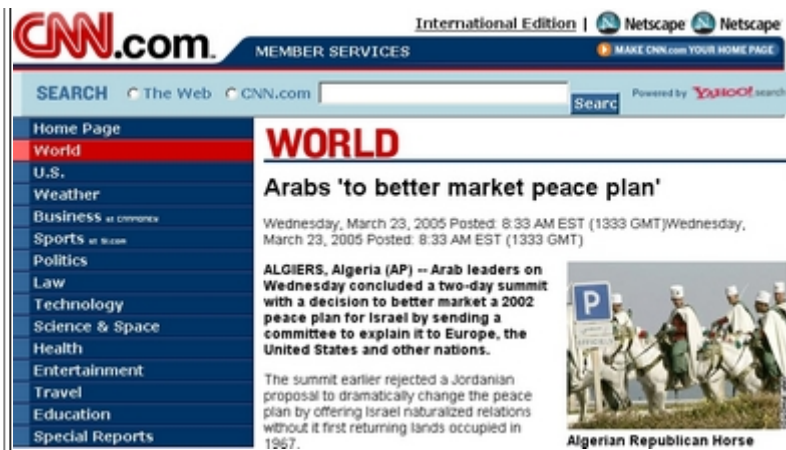 International Edition | Netscape Netscape
CNN.com.
MEMBER SERVICES
MAKE CNN.com YOUR HOME PAGE
SEARCH The Web CNN.com Searc Powered by YAHOO! search
Home Page
World
U.S.
Weather
Business at CNNMONEY
Sports at SI.com
Politics
Law
Technology
Science & Space
Health
Entertainment
Travel
Education
Special Reports
WORLD
Arabs 'to better market peace plan'
Wednesday, March 23, 2005 Posted: 8:33 AM EST (1333 GMT)Wednesday,
March 23, 2005 Posted: 8:33 AM EST (1333 GMT)
ALGIERS, Algeria (AP) -- Arab leaders on
Wednesday concluded a two-day summit
with a decision to better market a 2002
peace plan for Israel by sending a
committee to explain it to Europe, the
United States and other nations.
The summit earlier rejected a Jordanian
proposal to dramatically change the peace
plan by offering Israel naturalized relations
without it first returning lands occupied in
1967.
P
Algerian Republican Horse